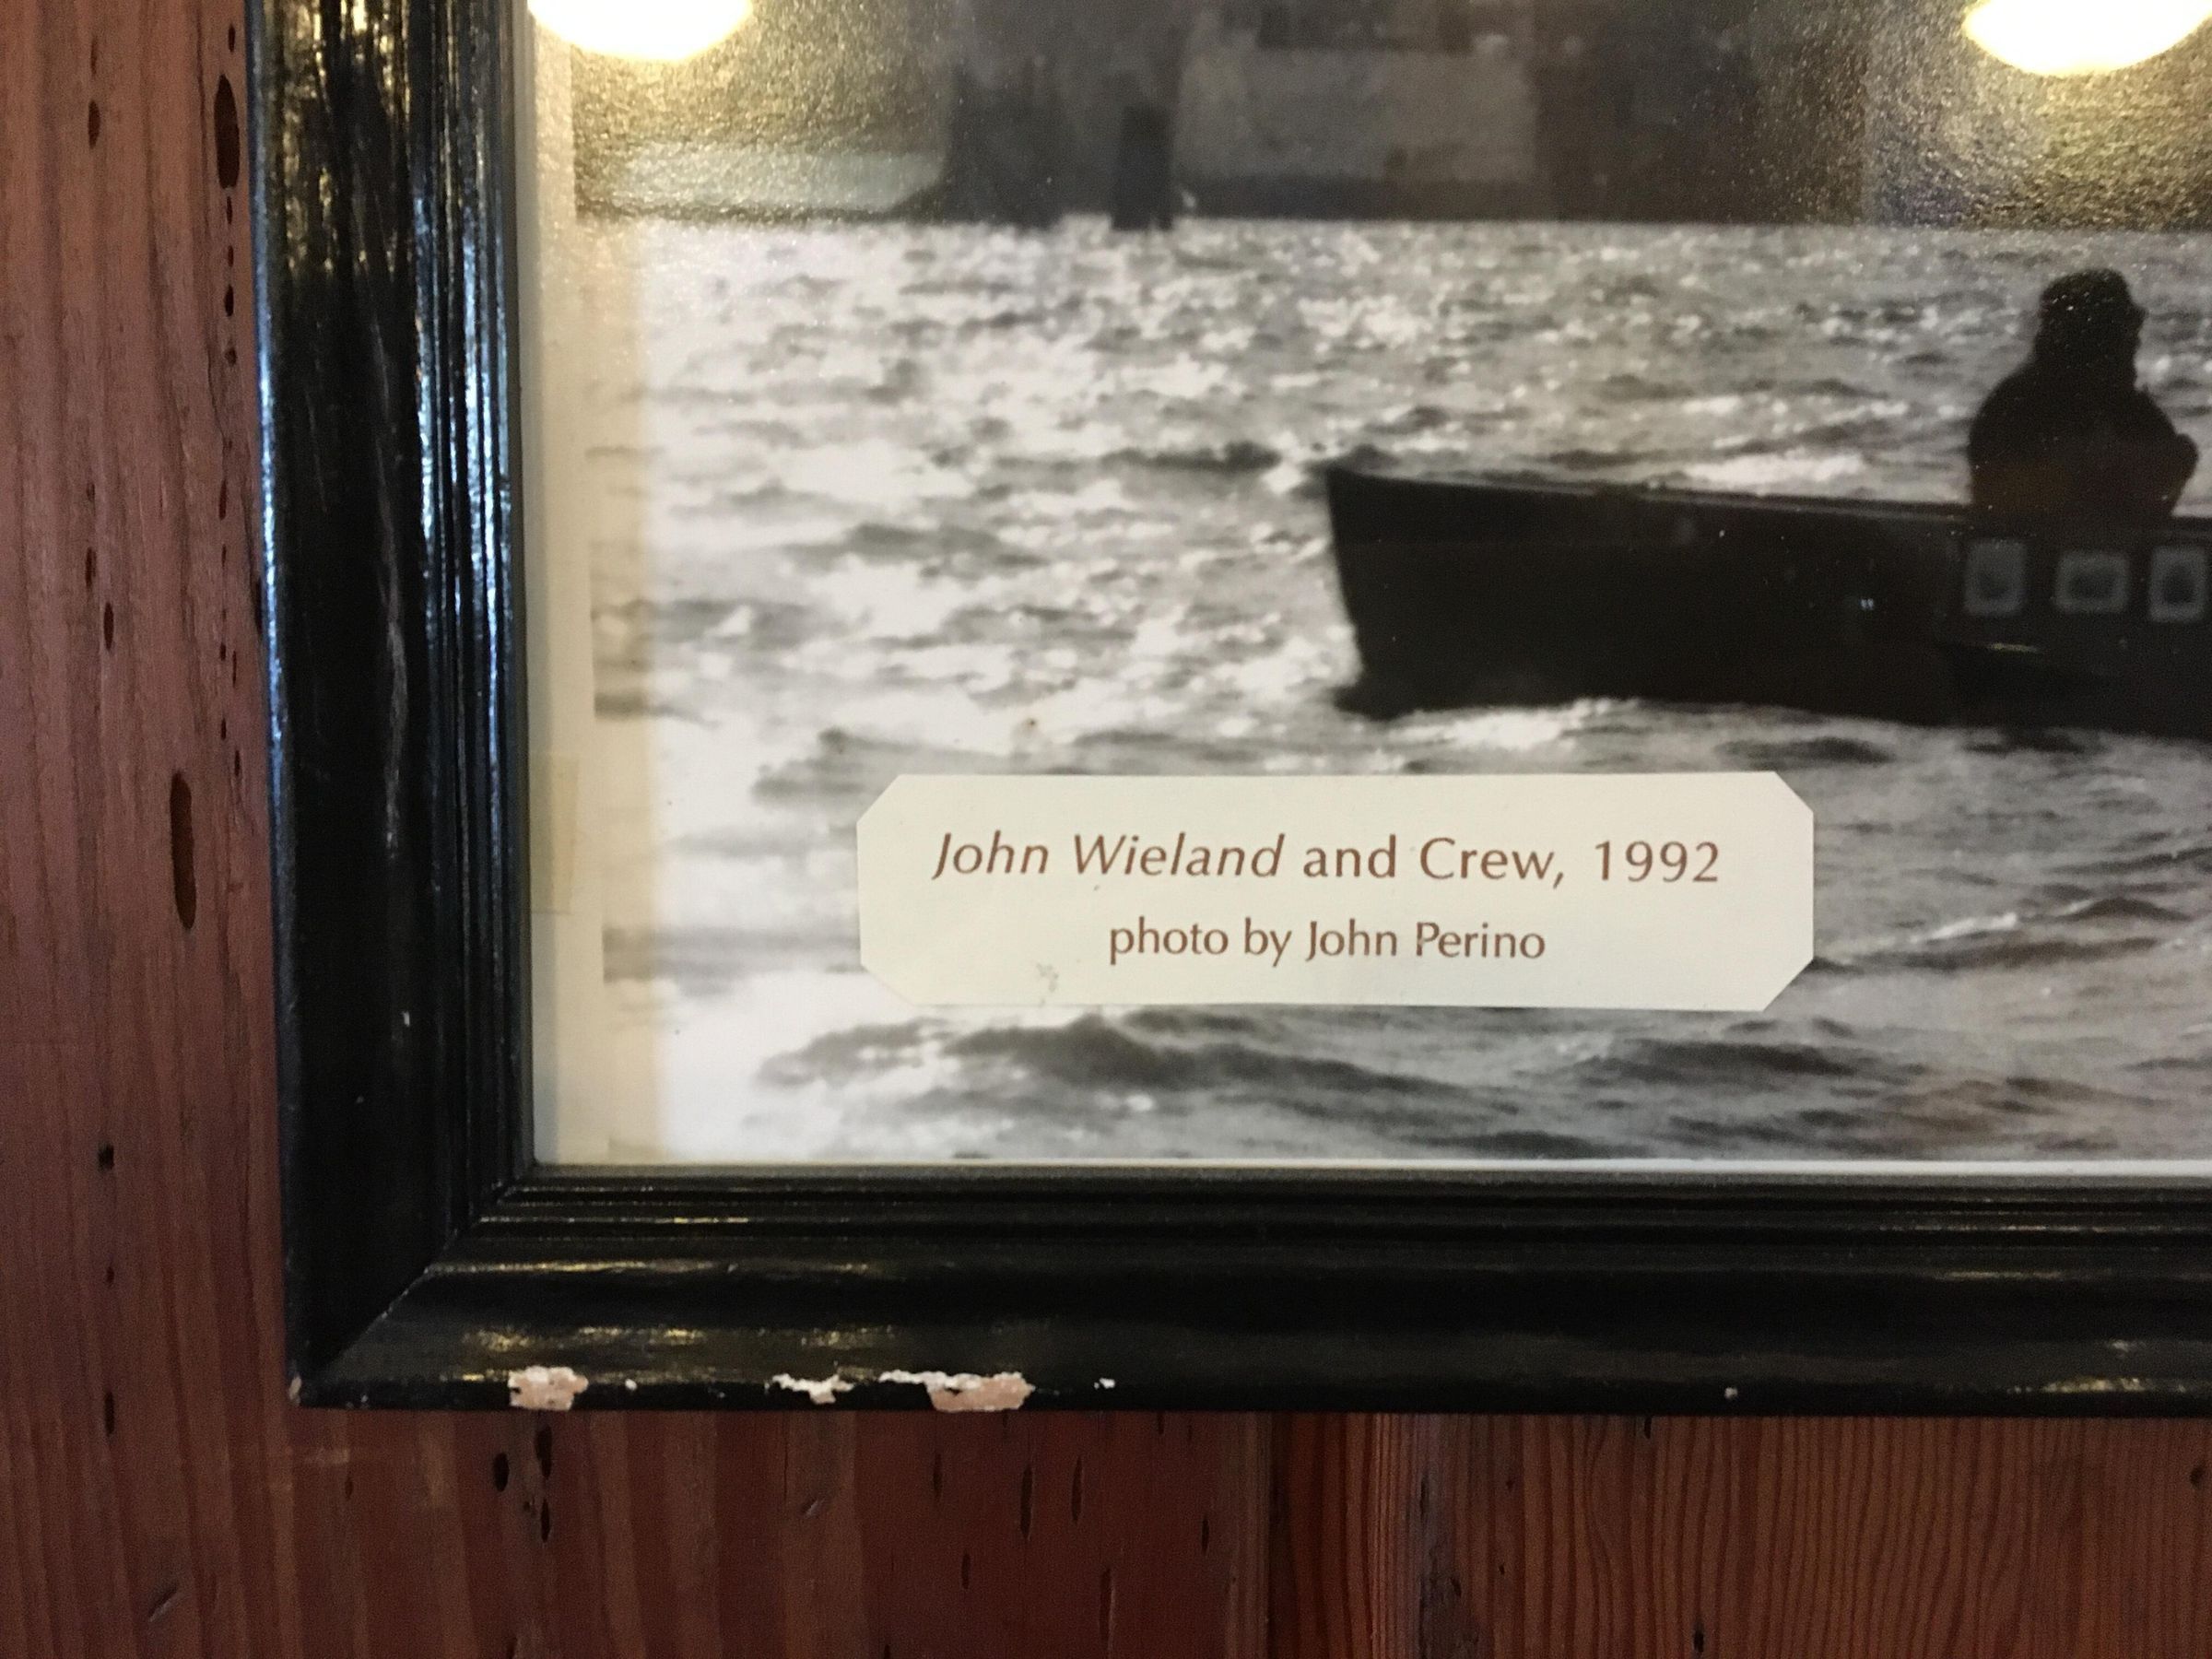 John Wieland and Crew, 1992
photo by John Perino